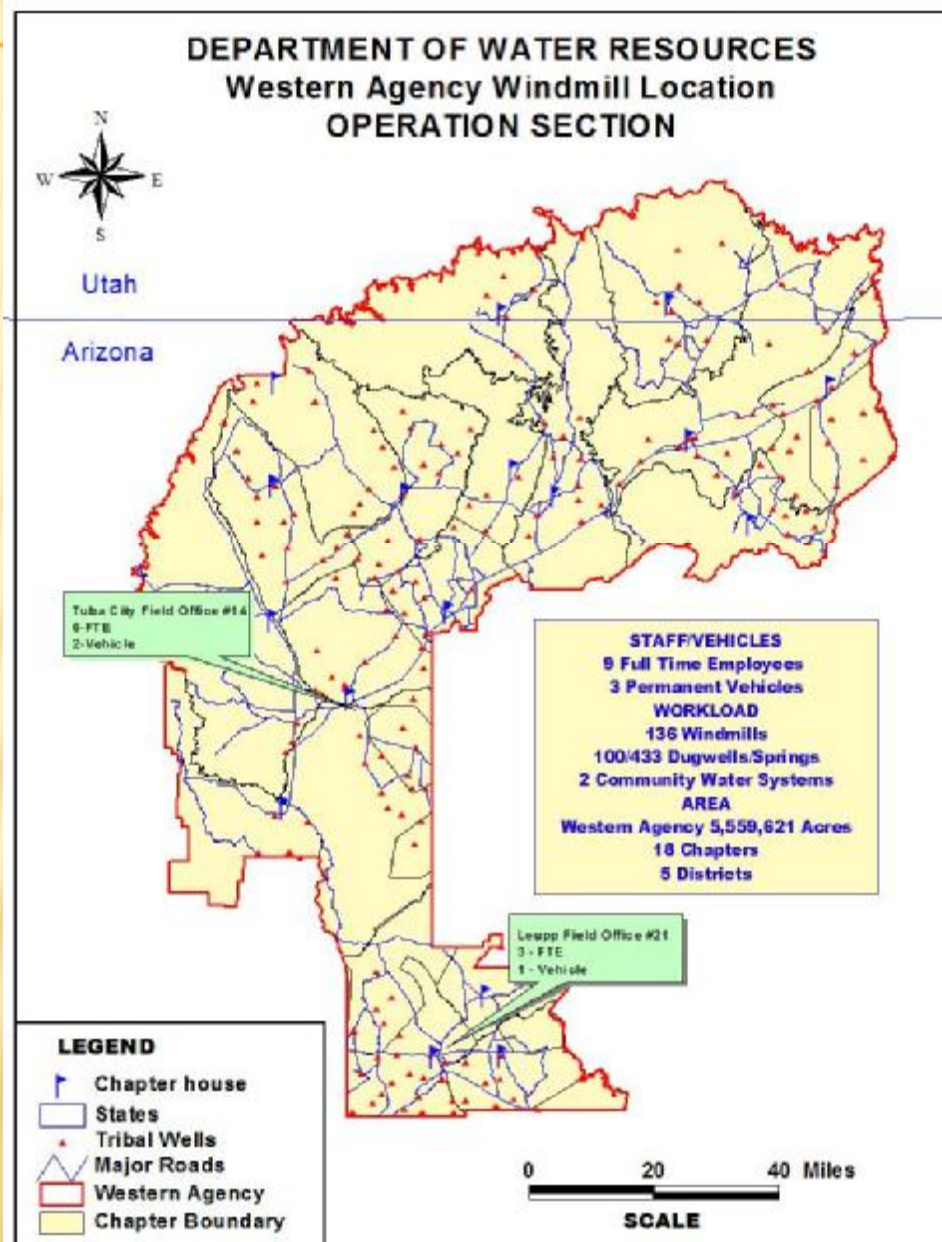 DEPARTMENT OF WATER RESOURCES
Western Agency Windmill Location
OPERATION SECTION
N
W
E
S
Utah
Arizona
Tuba City Field Office #14
6-FTE
2-Vehicle
STAFF/VEHICLES
9 Full Time Employees
3 Permanent Vehicles
WORKLOAD
136 Windmills
100/433 Dugwells/Springs
2 Community Water Systems
AREA
Western Agency 5,559,621 Acres
18 Chapters
5 Districts
Leupp Field Office #21
3 - FTE
1 - Vehicle
LEGEND
Chapter house
States
Tribal Wells
Major Roads
Western Agency
Chapter Boundary
0 20 40 Miles
SCALE